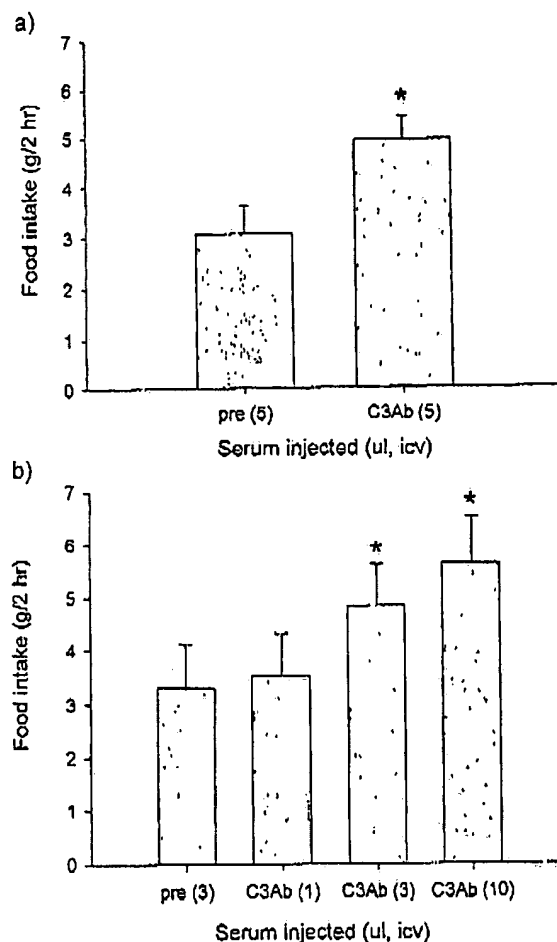 a)
7
6
5
4
3
2
1
0
Food intake (g/2 hr)
*
pre (5) C3Ab (5)
Serum injected (ul, icv)
b)
7
6
5
4
3
2
1
0
Food intake (g/2 hr)
* *
pre (3) C3Ab (1) C3Ab (3) C3Ab (10)
Serum injected (ul, icv)